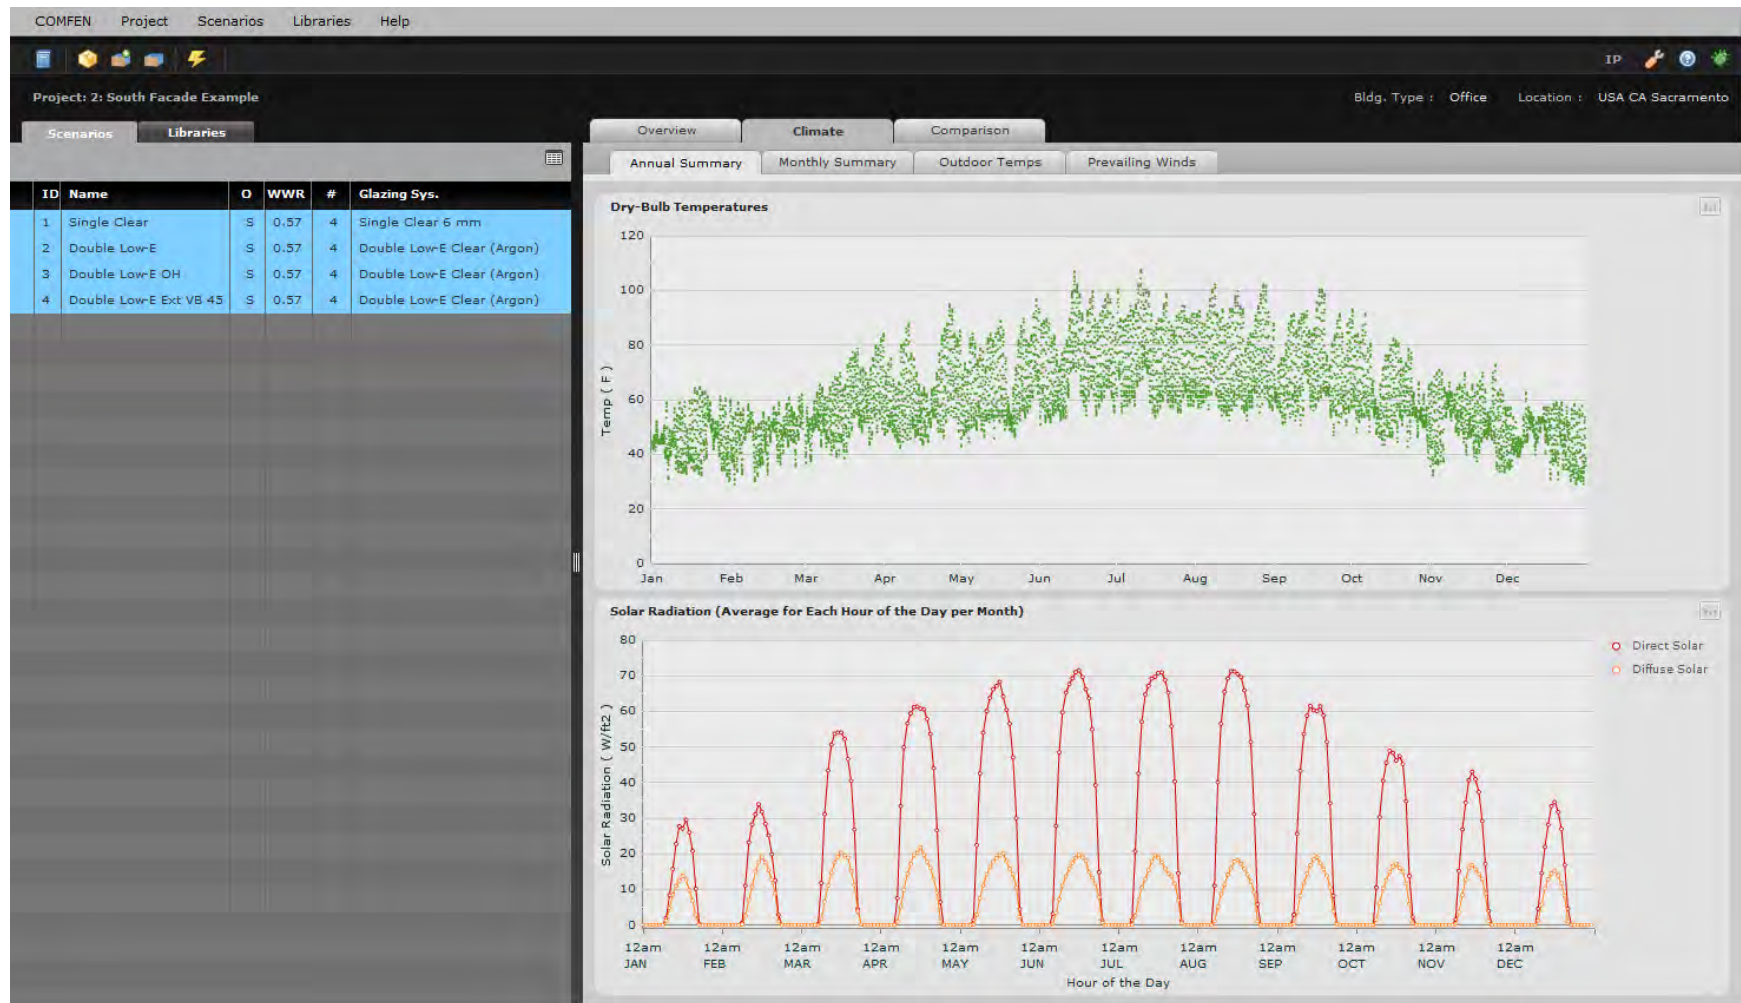 COMFEN Project Scenarios Libraries Help
IP
Project: 2: South Facade Example
Bldg. Type : Office Location : USA CA Sacramento
Scenarios Libraries
Overview Climate Comparison
Annual Summary Monthly Summary Outdoor Temps Prevailing Winds
ID Name O WWR # Glazing Sys.
1 Single Clear S 0.57 4 Single Clear 6 mm
2 Double Low-E S 0.57 4 Double Low-E Clear (Argon)
3 Double Low-E OH S 0.57 4 Double Low-E Clear (Argon)
4 Double Low-E Ext VB 45 S 0.57 4 Double Low-E Clear (Argon)
Dry-Bulb Temperatures
120
100
80
60
40
20
0
Temp ( F )
Jan Feb Mar Apr May Jun Jul Aug Sep Oct Nov Dec
Solar Radiation (Average for Each Hour of the Day per Month)
80
70
60
50
40
30
20
10
0
Solar Radiation ( W/ft2 )
Direct Solar
Diffuse Solar
12am 12am 12am 12am 12am 12am 12am 12am 12am 12am 12am 12am
JAN FEB MAR APR MAY JUN JUL AUG SEP OCT NOV DEC
Hour of the Day